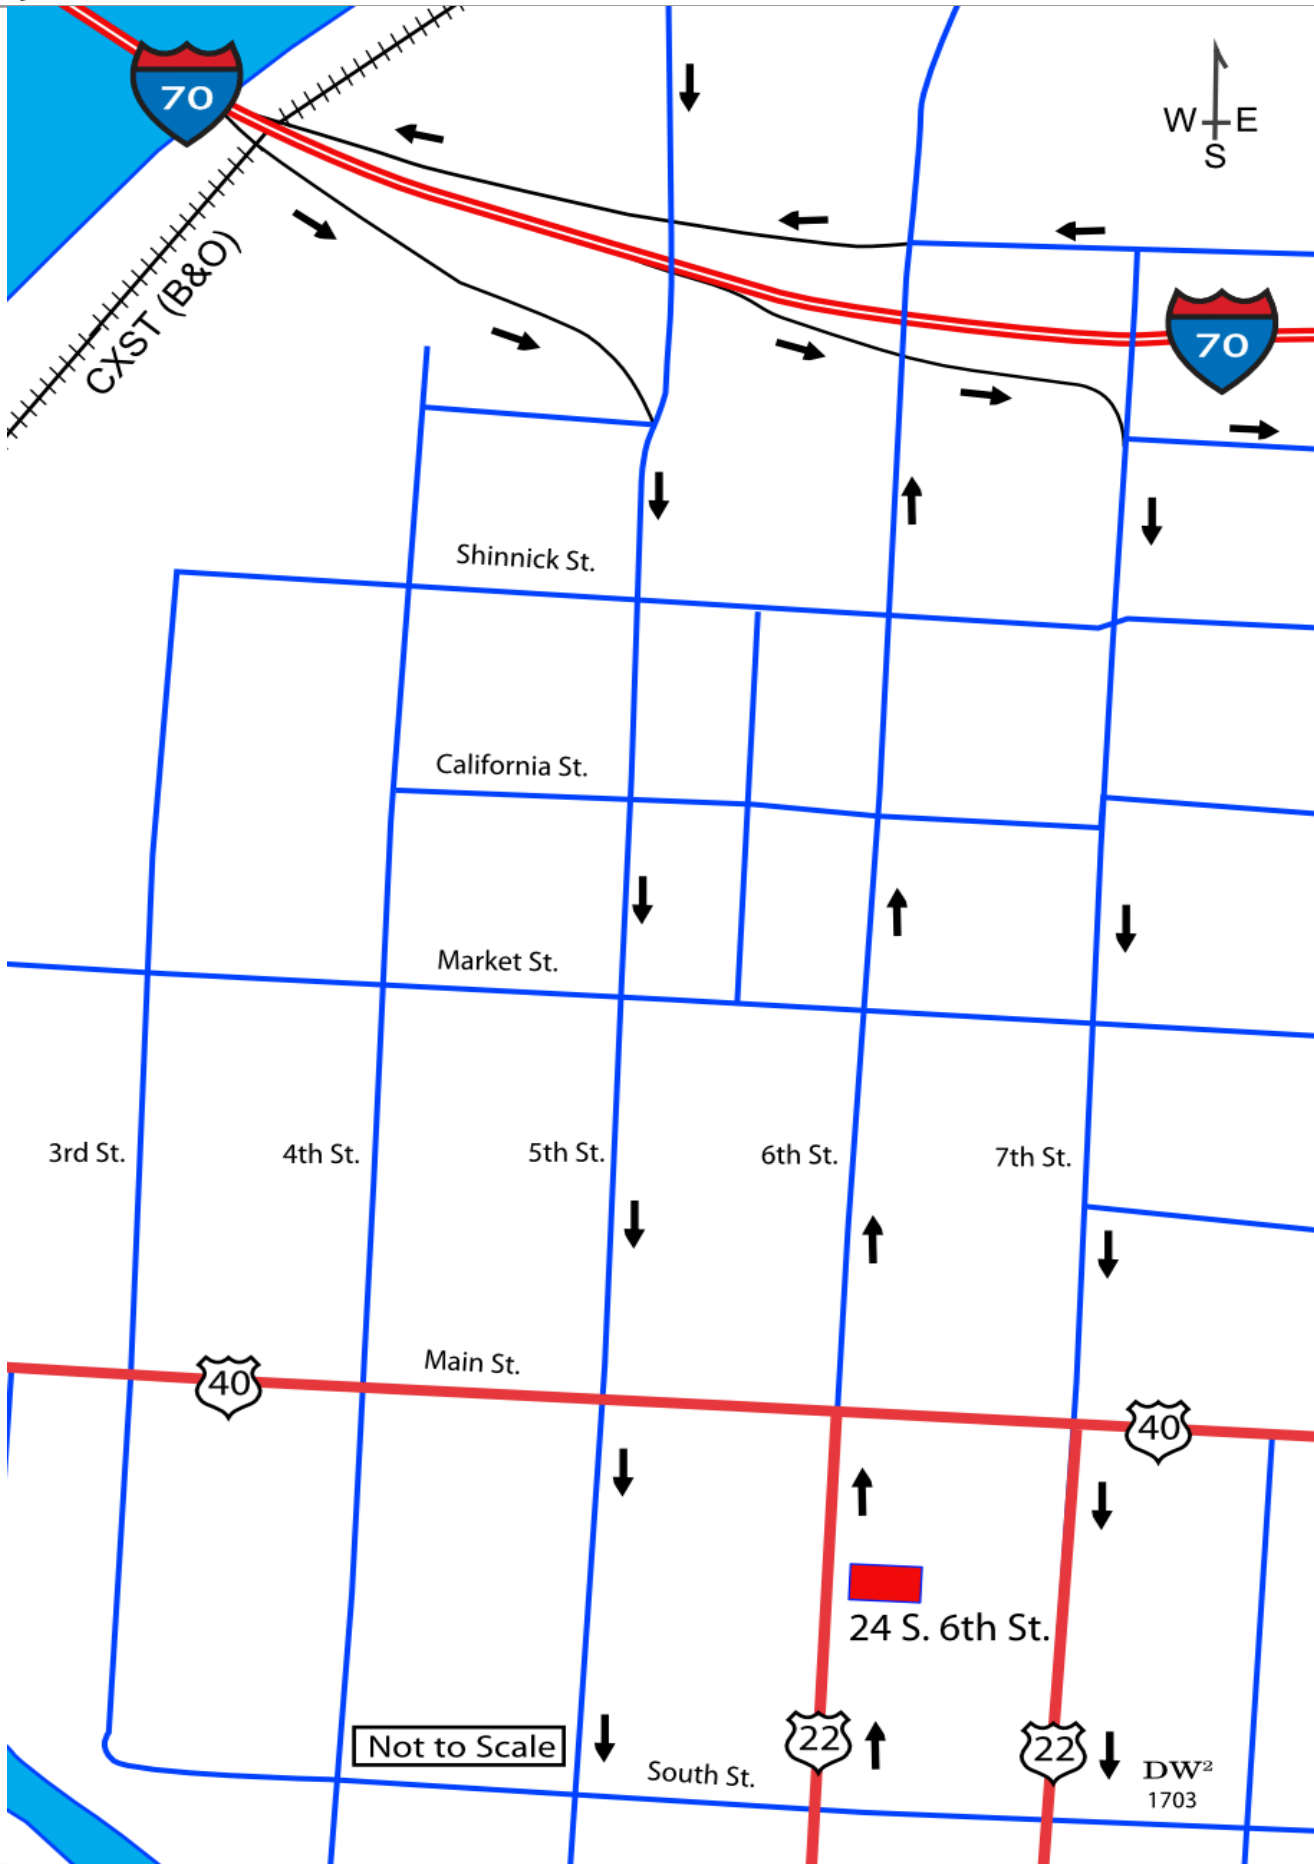 70
W E
S
CXST (B&O)
70
Shinnick St.
California St.
Market St.
3rd St.
4th St.
5th St.
6th St.
7th St.
Main St.
40
40
24 S. 6th St.
Not to Scale
22
22
South St.
DW²
1703